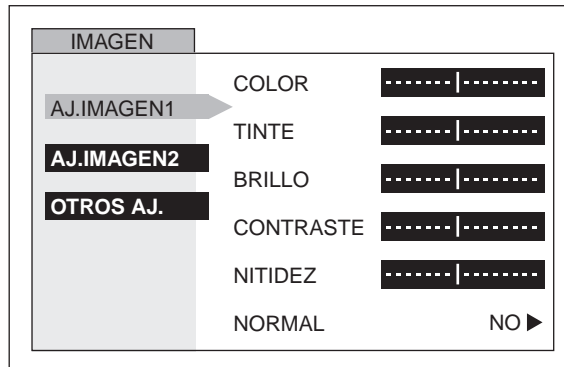 IMAGEN
AJ.IMAGEN1
AJ.IMAGEN2
OTROS AJ.
COLOR
TINTE
BRILLO
CONTRASTE
NITIDEZ
NORMAL NO